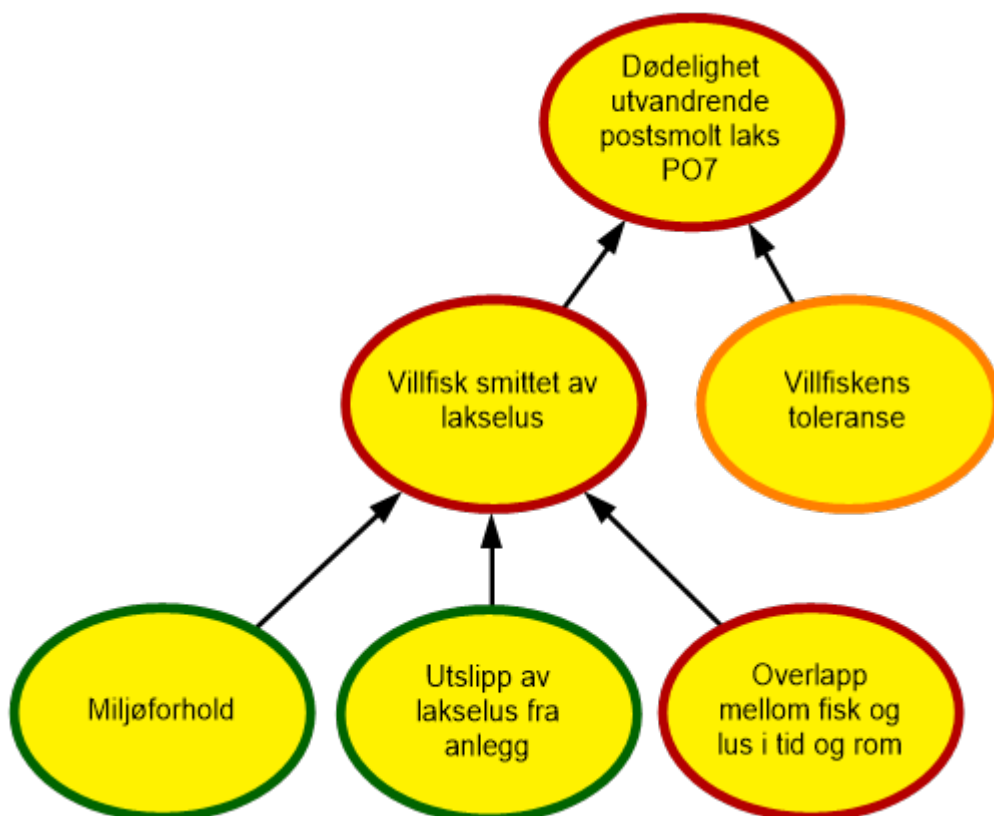 Dødelighet
utvandrende
postsmolt laks
PO7
Villfisk smittet av
lakselus
Villfiskens
toleranse
Miljøforhold
Utslipp av
lakselus fra
anlegg
Overlapp
mellom fisk og
lus i tid og rom